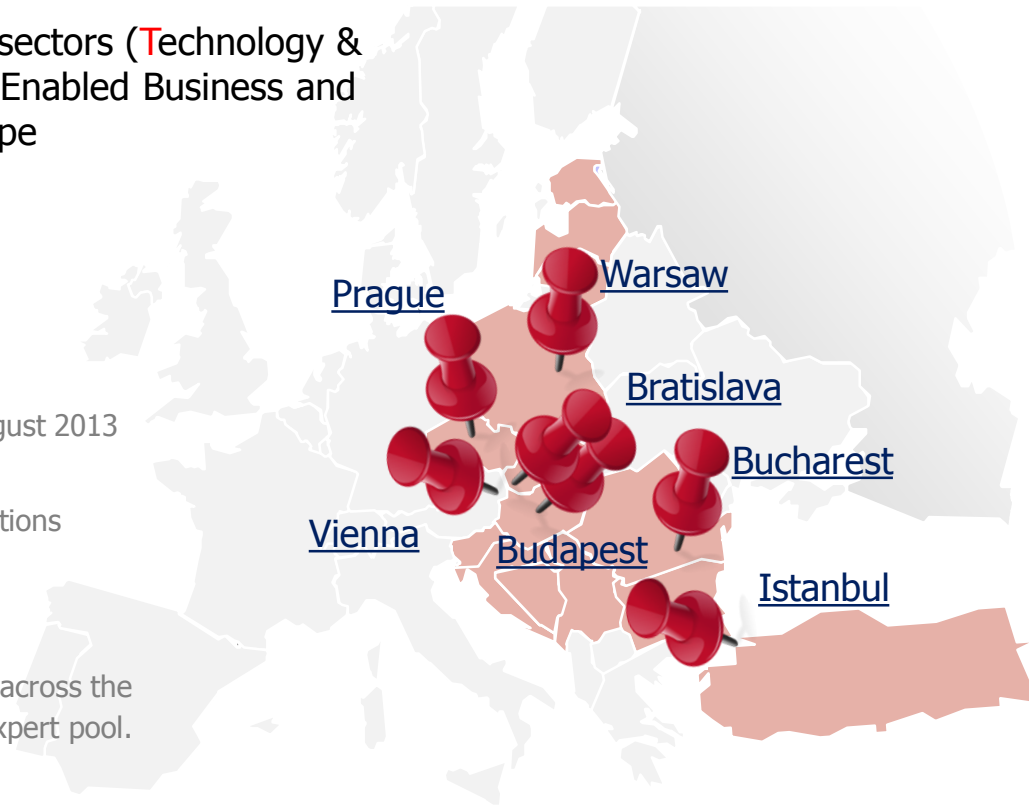 sectors (Technology &
Enabled Business and
pe
Warsaw
Prague
Bratislava
gust 2013
Bucharest
tions
Vienna
Budapest
Istanbul
across the
xpert pool.